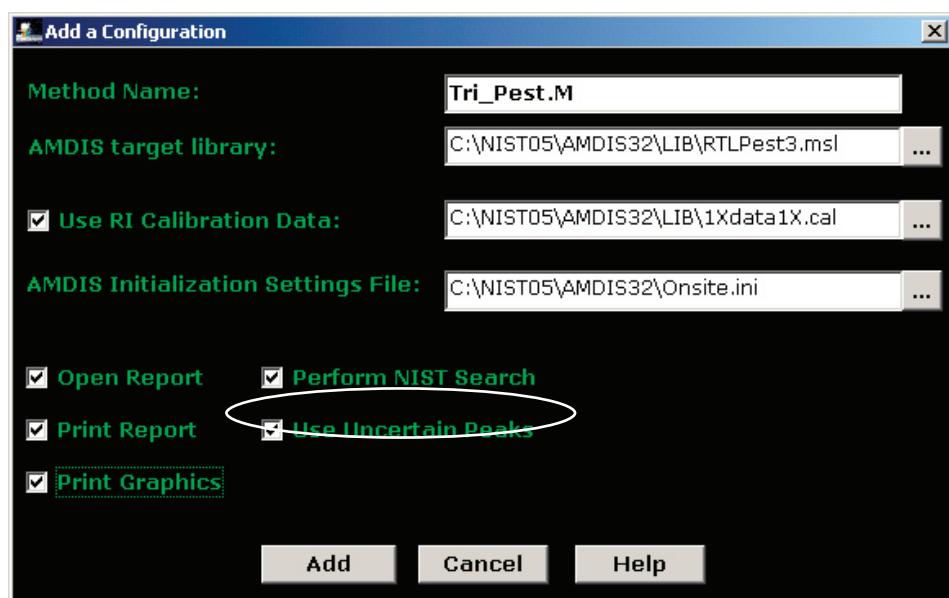 Add a Configuration
Method Name: Tri_Pest.M
AMDIS target library: C:\NIST05\AMDIS32\LIB\RTLPest3.msl ...
Use RI Calibration Data: C:\NIST05\AMDIS32\LIB\1Xdata1X.cal ...
AMDIS Initialization Settings File: C:\NIST05\AMDIS32\Onsite.ini ...
Open Report Perform NIST Search
Print Report Use Uncertain Peaks
Print Graphics
Add Cancel Help